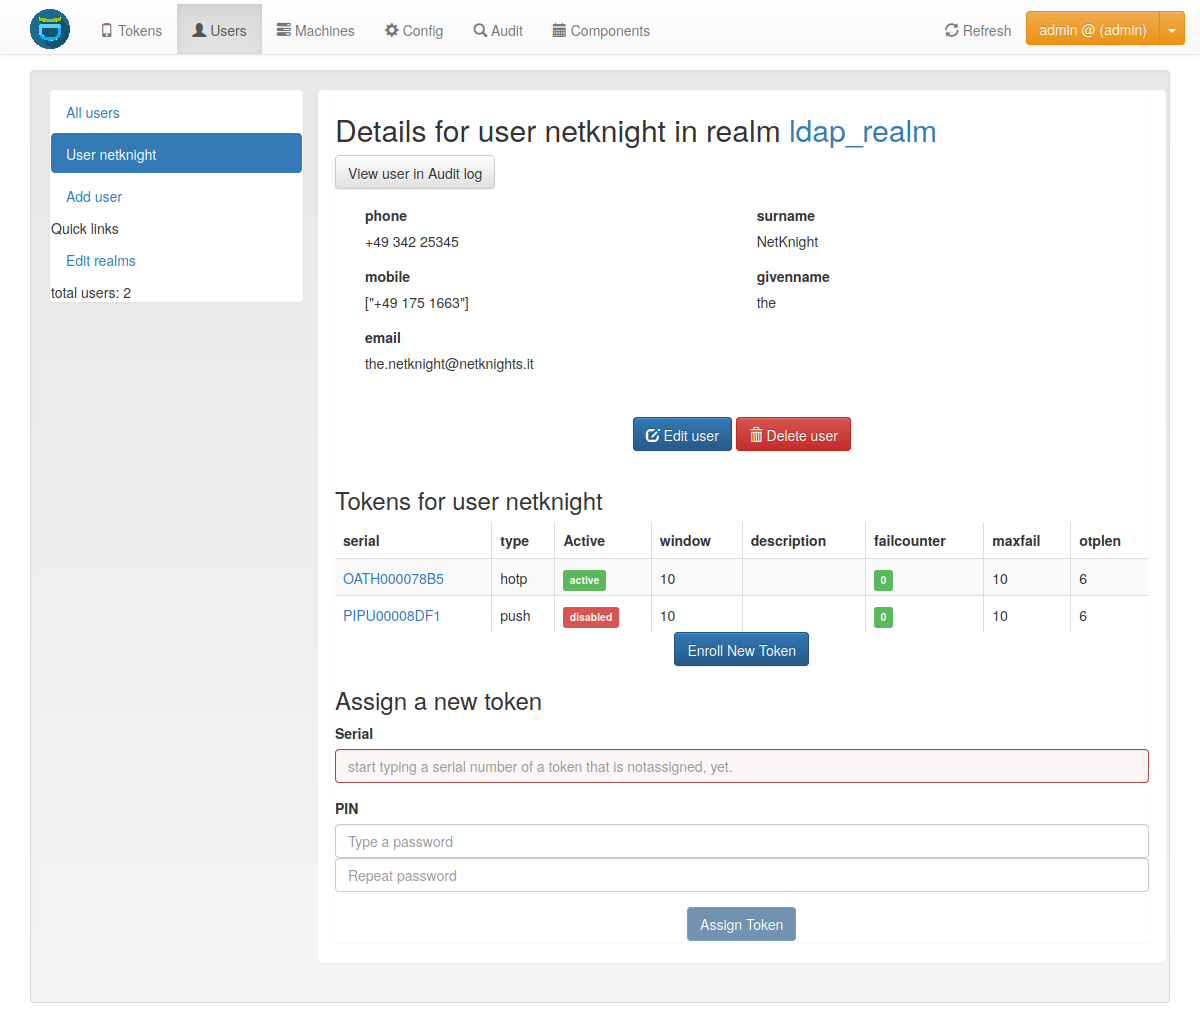 Tokens Users Machines Config Audit Components Refresh admin @ (admin)
All users
User netknight
Add user
Quick links
Edit realms
total users: 2
Details for user netknight in realm ldap_realm
View user in Audit log
phone
+49 342 25345
mobile
["+49 175 1663"]
email
the.netknight@netknights.it
surname
NetKnight
givenname
the
Edit user Delete user
Tokens for user netknight
serial type Active window description failcounter maxfail otplen
OATH000078B5 hotp active 10 0 10 6
PIPU00008DF1 push disabled 10 0 10 6
Enroll New Token
Assign a new token
Serial
start typing a serial number of a token that is notassigned, yet.
PIN
Type a password
Repeat password
Assign Token